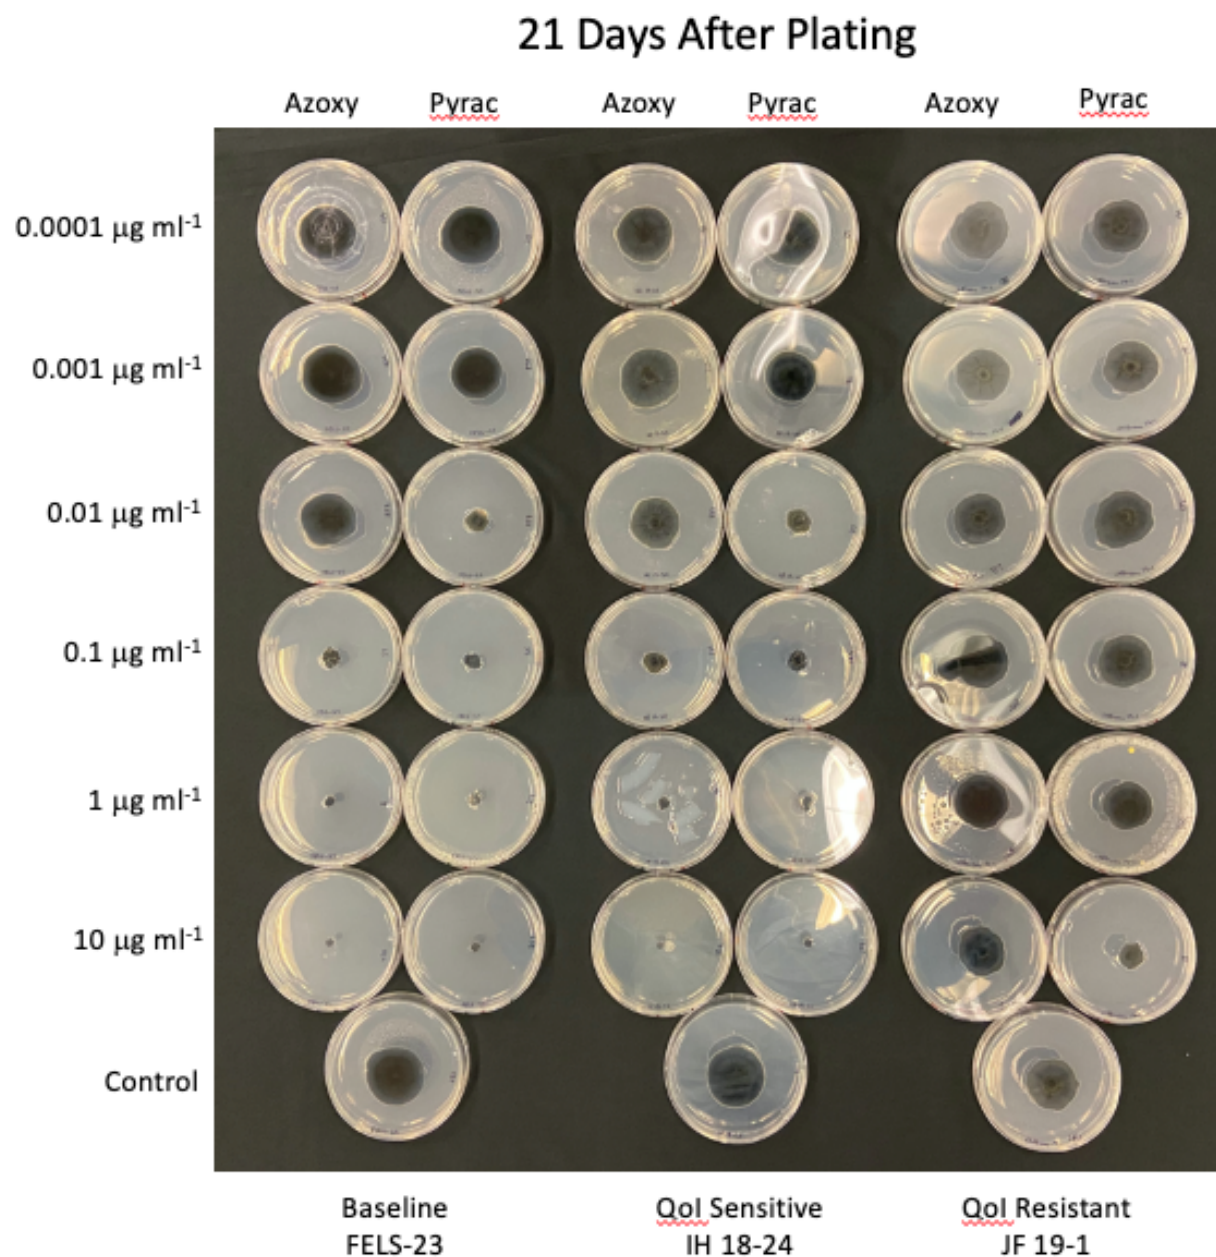 21 Days After Plating
Azoxy Pyrac Azoxy Pyrac Azoxy Pyrac
0.0001 µg ml⁻¹
0.001 µg ml⁻¹
0.01 µg ml⁻¹
0.1 µg ml⁻¹
1 µg ml⁻¹
10 µg ml⁻¹
Control
Baseline QoI Sensitive QoI Resistant
FELS-23 IH 18-24 JF 19-1